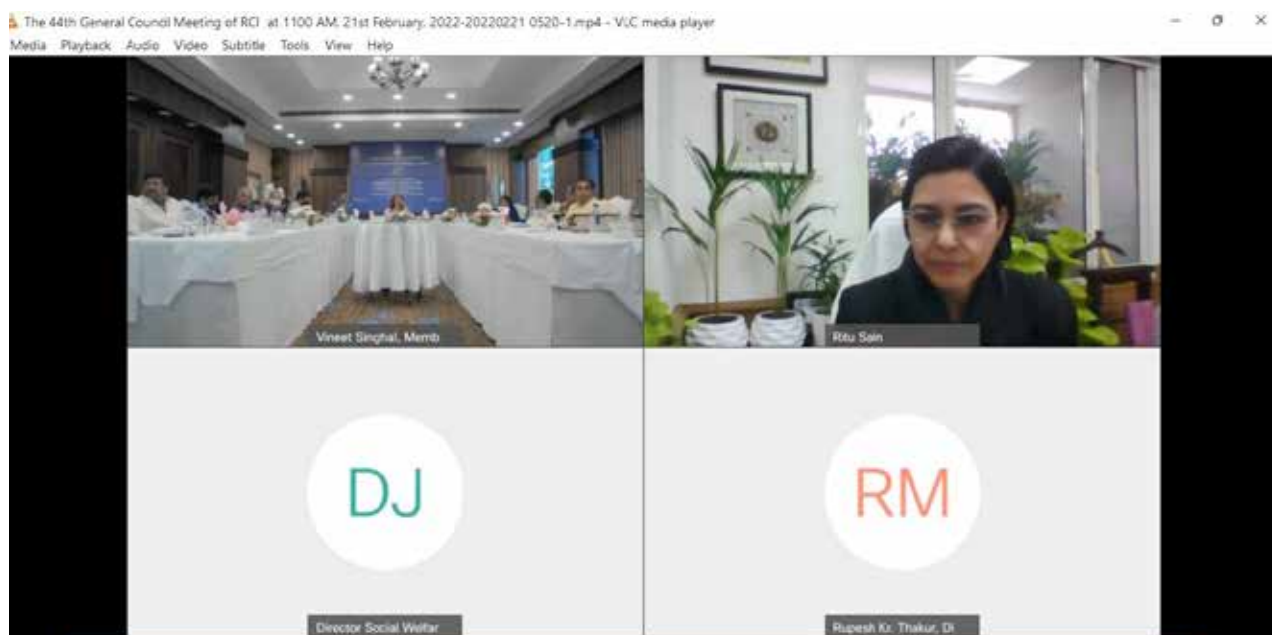 The 44th General Council Meeting of RCI at 1100 AM. 21st February. 2022-20220221 0520-1.mp4 - VLC media player
Media Playback Audio Video Subtitle Tools View Help
Vineet Singhal, Memb
Ritu Sain
DJ
RM
Director Social Welfar
Rupesh Kr. Thakur, Di